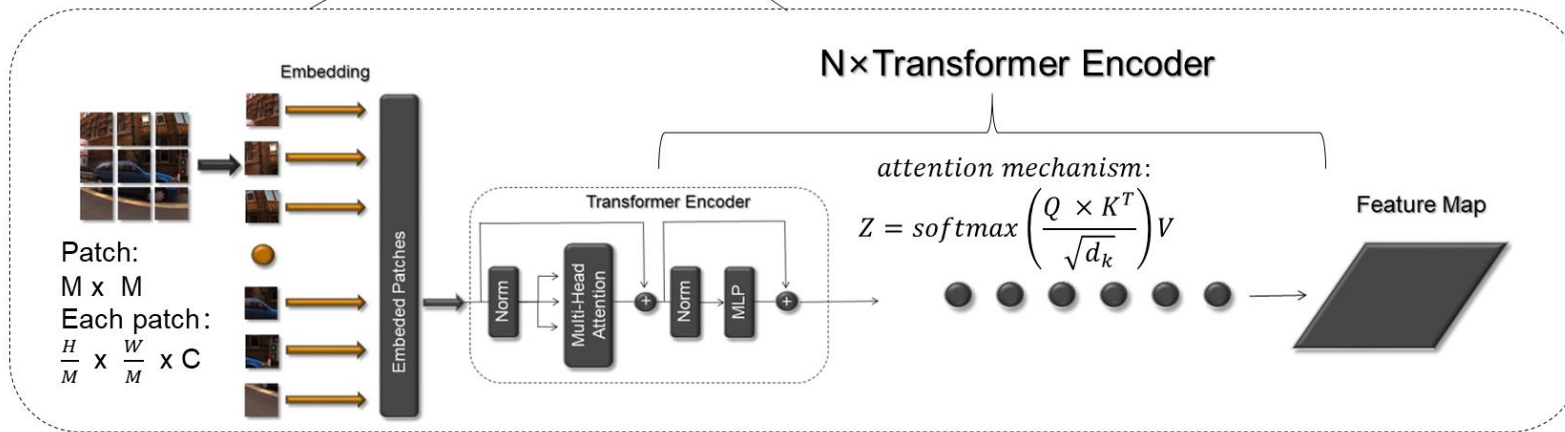 N×Transformer Encoder
Embedding
attention mechanism:
Z = softmax(Q × K^T / √d_k)V
Transformer Encoder
Feature Map
Patch:
M x M
Each patch:
H/M x W/M x C
Embeded Patches
Norm
Multi-Head
Attention
+
Norm
MLP
+